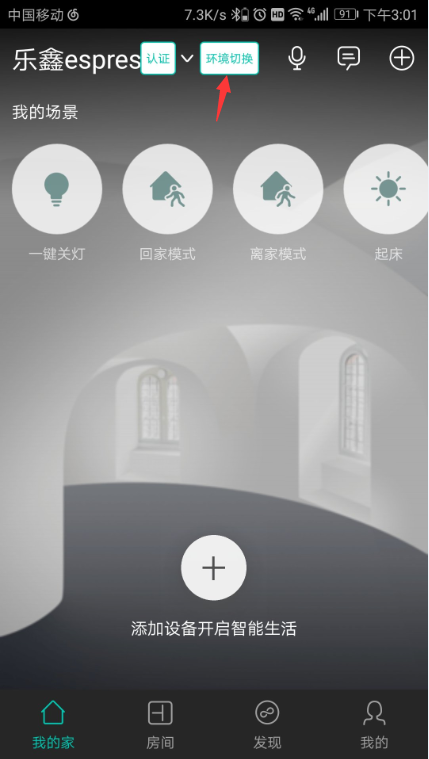 中国移动 7.3K/s HD 4G 91 下午3:01
乐鑫espres 认证 环境切换
我的场景
一键关灯 回家模式 离家模式 起床
添加设备开启智能生活
我的家 房间 发现 我的